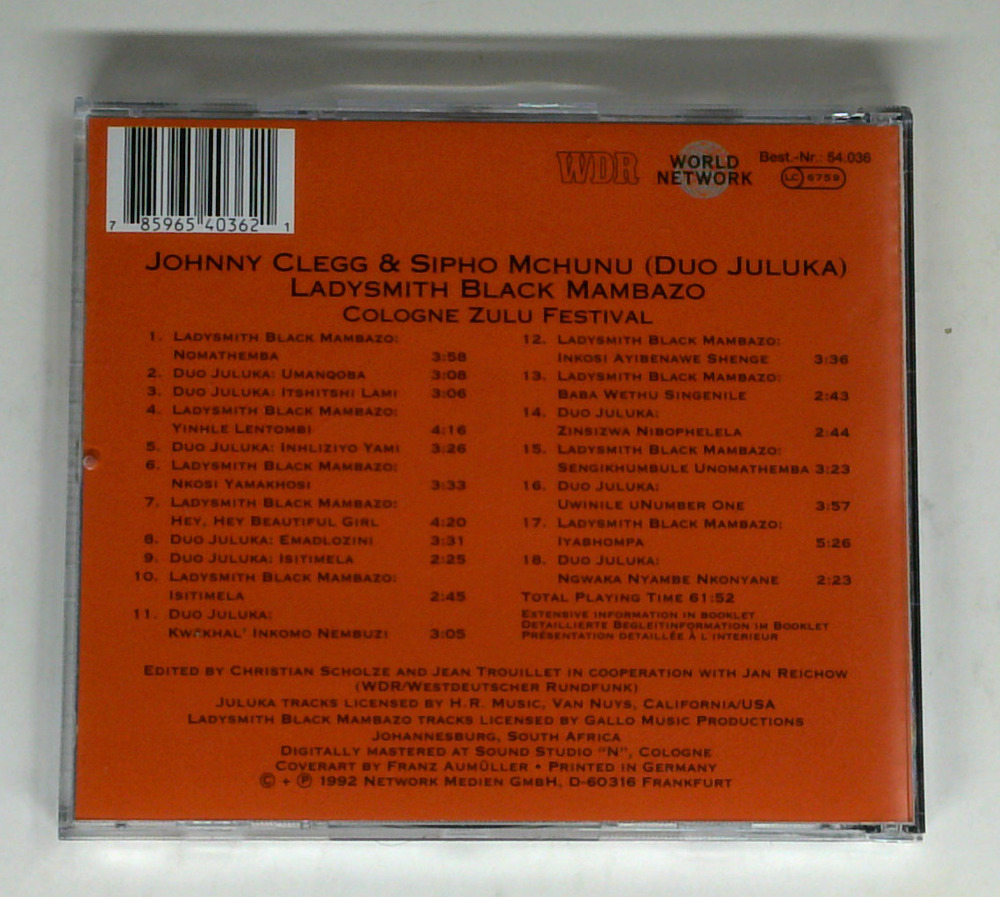 7 85965 40362 1
WDR
WORLD
NETWORK
Best.-Nr.: 54.036
LC 6759
JOHNNY CLEGG & SIPHO MCHUNU (DUO JULUKA)
LADYSMITH BLACK MAMBAZO
COLOGNE ZULU FESTIVAL
1. LADYSMITH BLACK MAMBAZO:
NOMATHEMBA 3:58
2. DUO JULUKA: UMANQOBA 3:08
3. DUO JULUKA: ITSHITSHI LAMI 3:06
4. LADYSMITH BLACK MAMBAZO:
YINHLE LENTOMBI 4:16
5. DUO JULUKA: INHLIZIYO YAMI 3:26
6. LADYSMITH BLACK MAMBAZO:
NKOSI YAMAKHOSI 3:33
7. LADYSMITH BLACK MAMBAZO:
HEY, HEY BEAUTIFUL GIRL 4:20
8. DUO JULUKA: EMADLOZINI 3:31
9. DUO JULUKA: ISITIMELA 2:25
10. LADYSMITH BLACK MAMBAZO:
ISITIMELA 2:45
11. DUO JULUKA:
KWAKHAL' INKOMO NEMBUZI 3:05
12. LADYSMITH BLACK MAMBAZO:
INKOSI AYIBENAWE SHENGE 3:36
13. LADYSMITH BLACK MAMBAZO:
BABA WETHU SINGENILE 2:43
14. DUO JULUKA:
ZINSIZWA NIBOPHELELA 2:44
15. LADYSMITH BLACK MAMBAZO:
SENGIKHUMBULE UNOMATHEMBA 3:23
16. DUO JULUKA:
UWINILE UNUMBER ONE 3:57
17. LADYSMITH BLACK MAMBAZO:
IYABHOMPA 5:26
18. DUO JULUKA:
NGWAKA NYAMBE NKONYANE 2:23
TOTAL PLAYING TIME 61:52
EXTENSIVE INFORMATION IN BOOKLET
DETAILLIERTE BEGLEITINFORMATION IM BOOKLET
PRÉSENTATION DETAILLÉE À L'INTERIEUR
EDITED BY CHRISTIAN SCHOLZE AND JEAN TROUILLET IN COOPERATION WITH JAN REICHOW
(WDR/WESTDEUTSCHER RUNDFUNK)
JULUKA TRACKS LICENSED BY H.R. MUSIC, VAN NUYS, CALIFORNIA/USA
LADYSMITH BLACK MAMBAZO TRACKS LICENSED BY GALLO MUSIC PRODUCTIONS
JOHANNESBURG, SOUTH AFRICA
DIGITALLY MASTERED AT SOUND STUDIO "N", COLOGNE
COVERART BY FRANZ AUMÜLLER • PRINTED IN GERMANY
© + ℗ 1992 NETWORK MEDIEN GMBH, D-60316 FRANKFURT